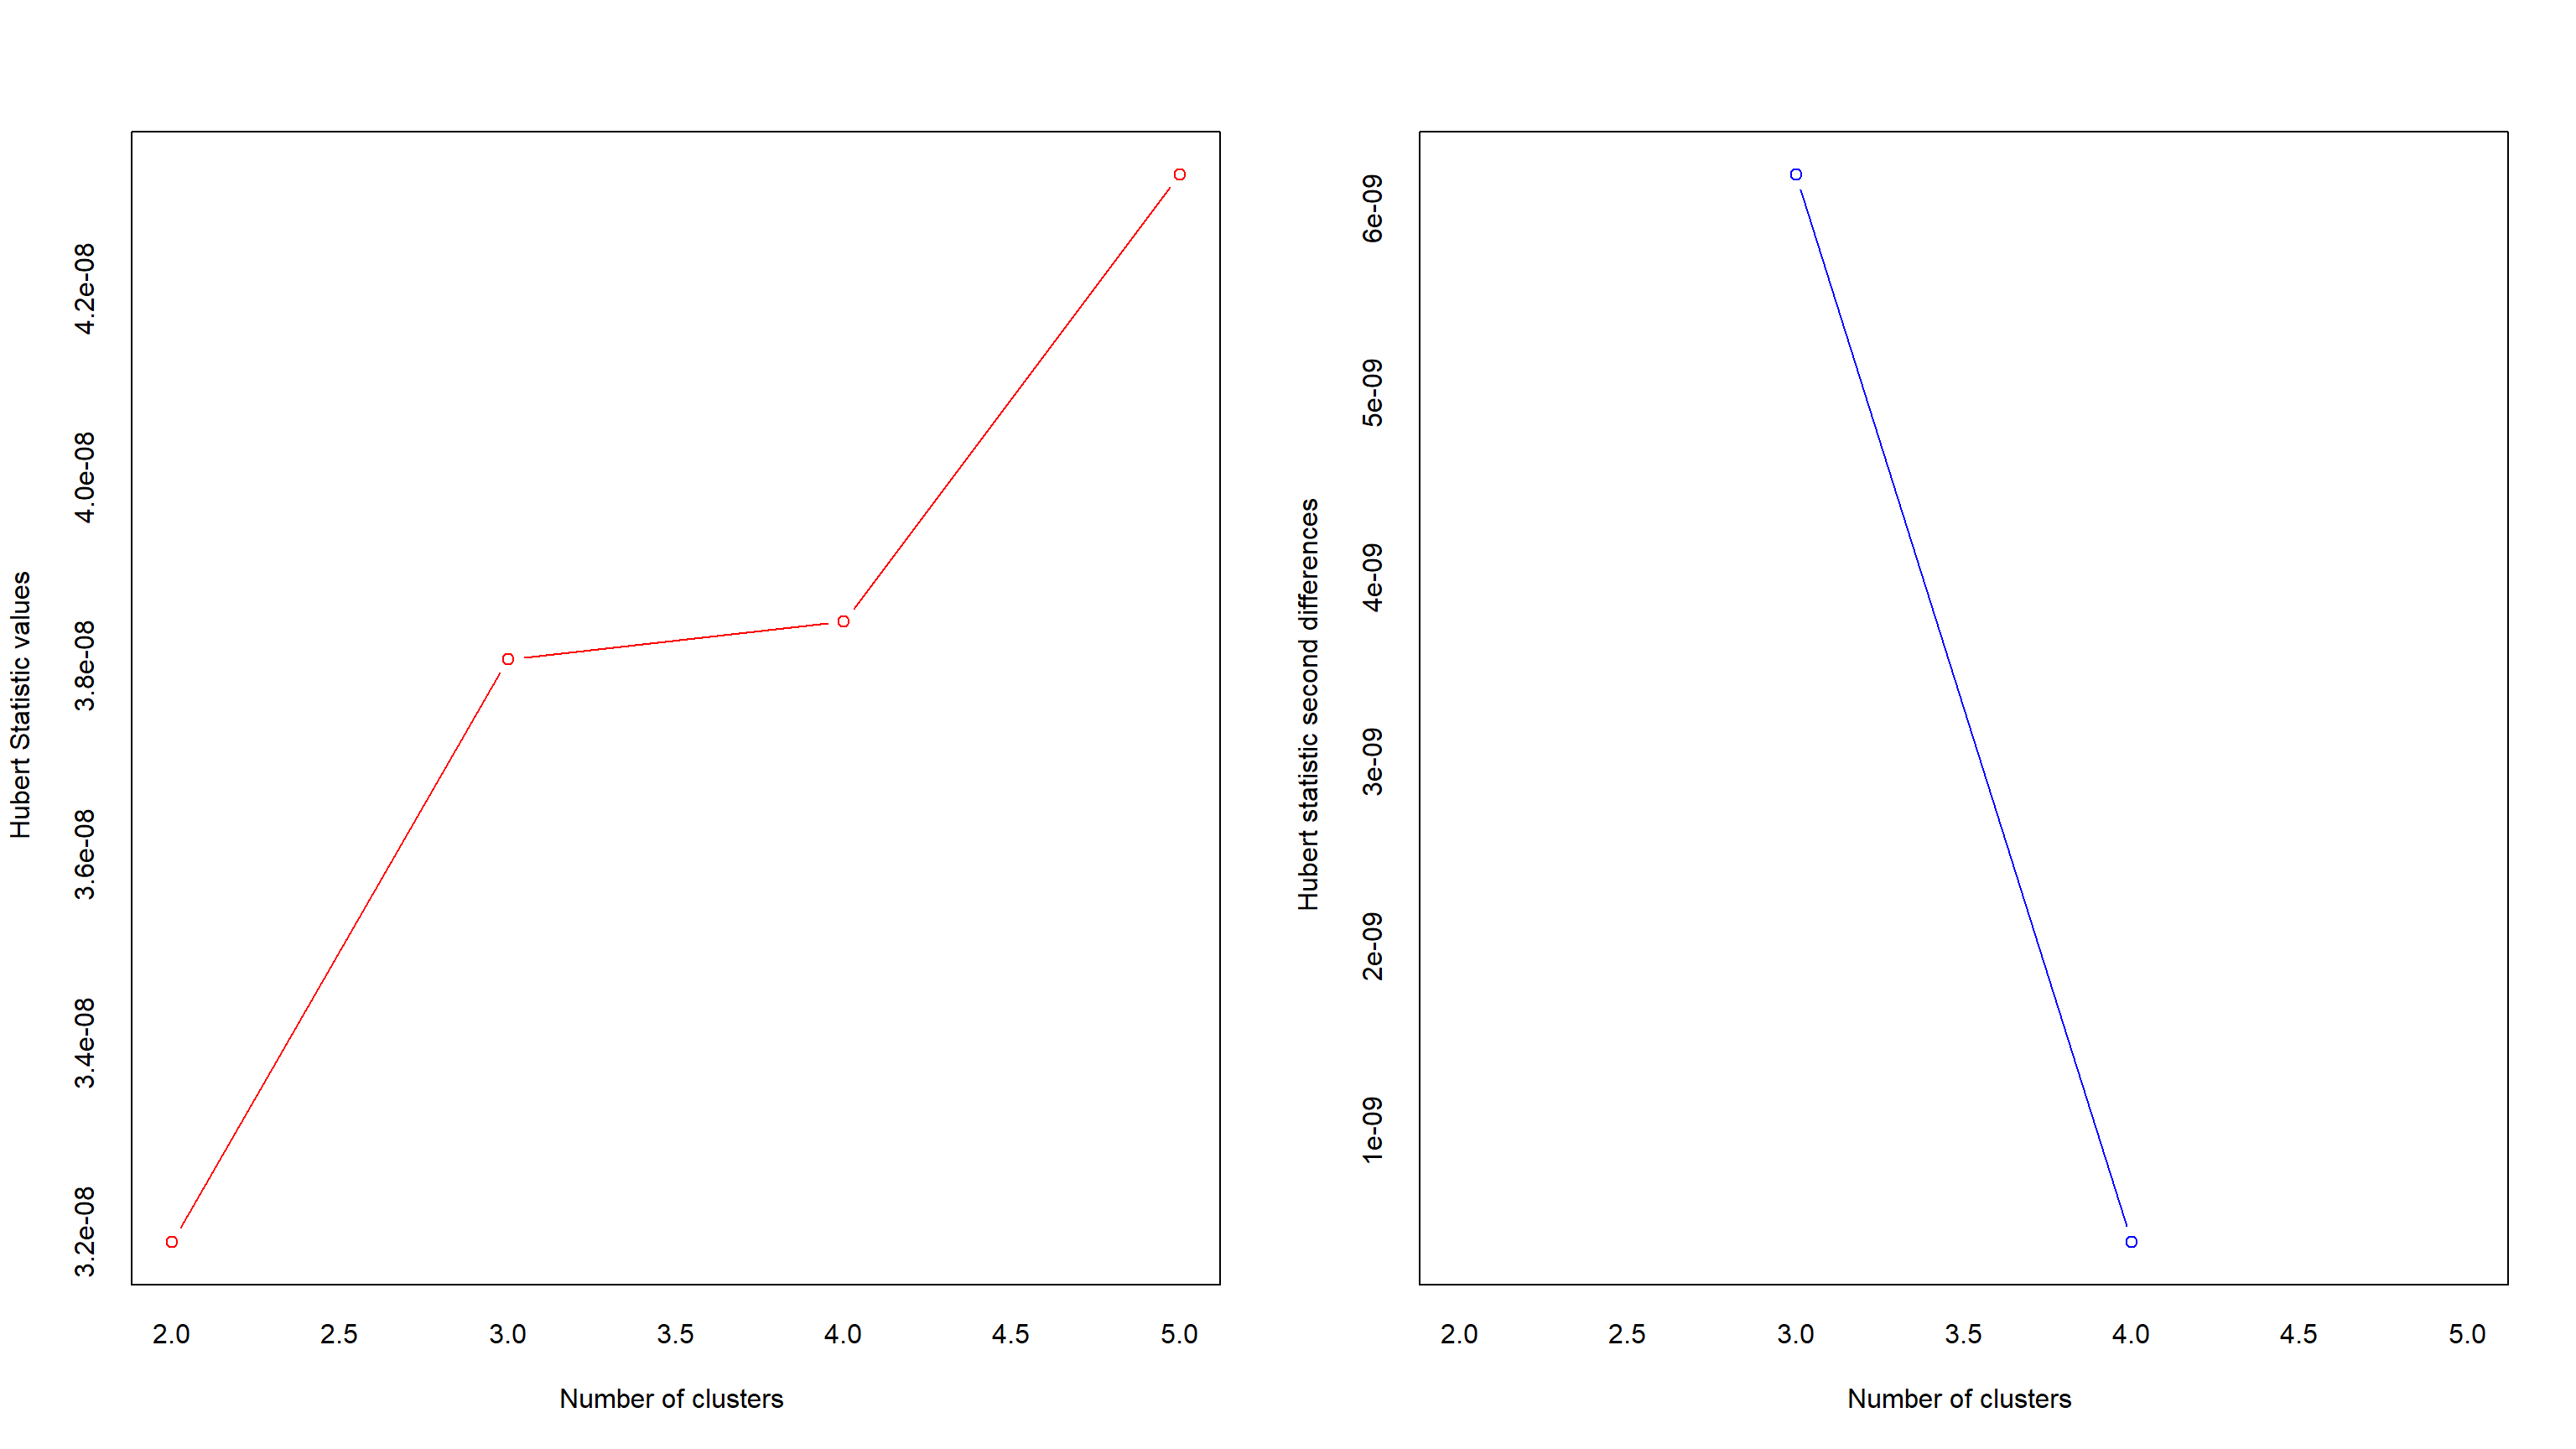 Hubert Statistic values
4.2e-08
4.0e-08
3.8e-08
3.6e-08
3.4e-08
3.2e-08
2.0 2.5 3.0 3.5 4.0 4.5 5.0
Number of clusters
Hubert statistic second differences
6e-09
5e-09
4e-09
3e-09
2e-09
1e-09
2.0 2.5 3.0 3.5 4.0 4.5 5.0
Number of clusters